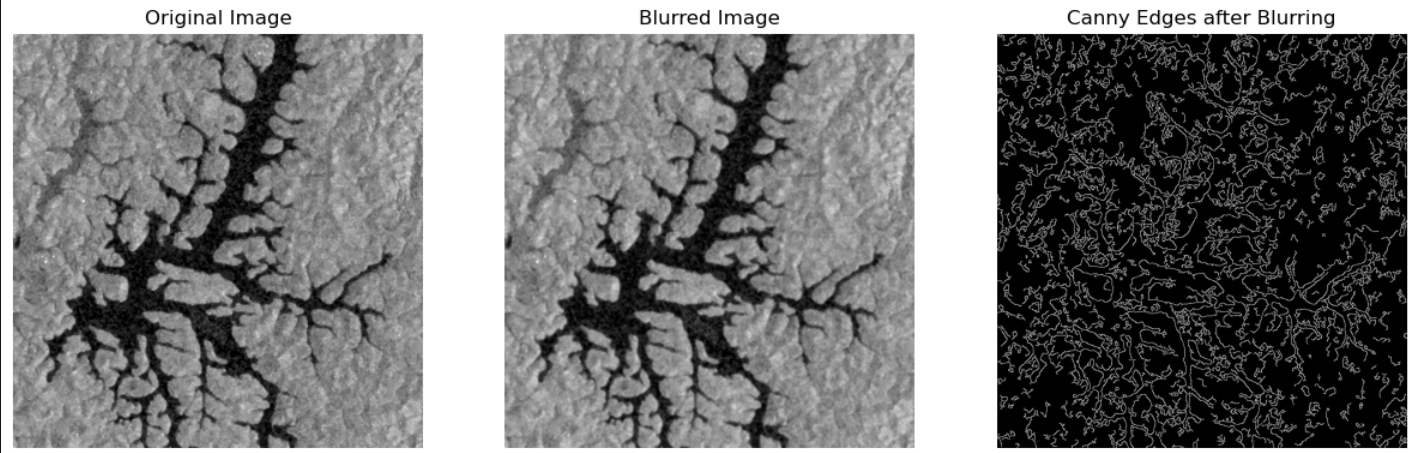 Original Image
Blurred Image
Canny Edges after Blurring